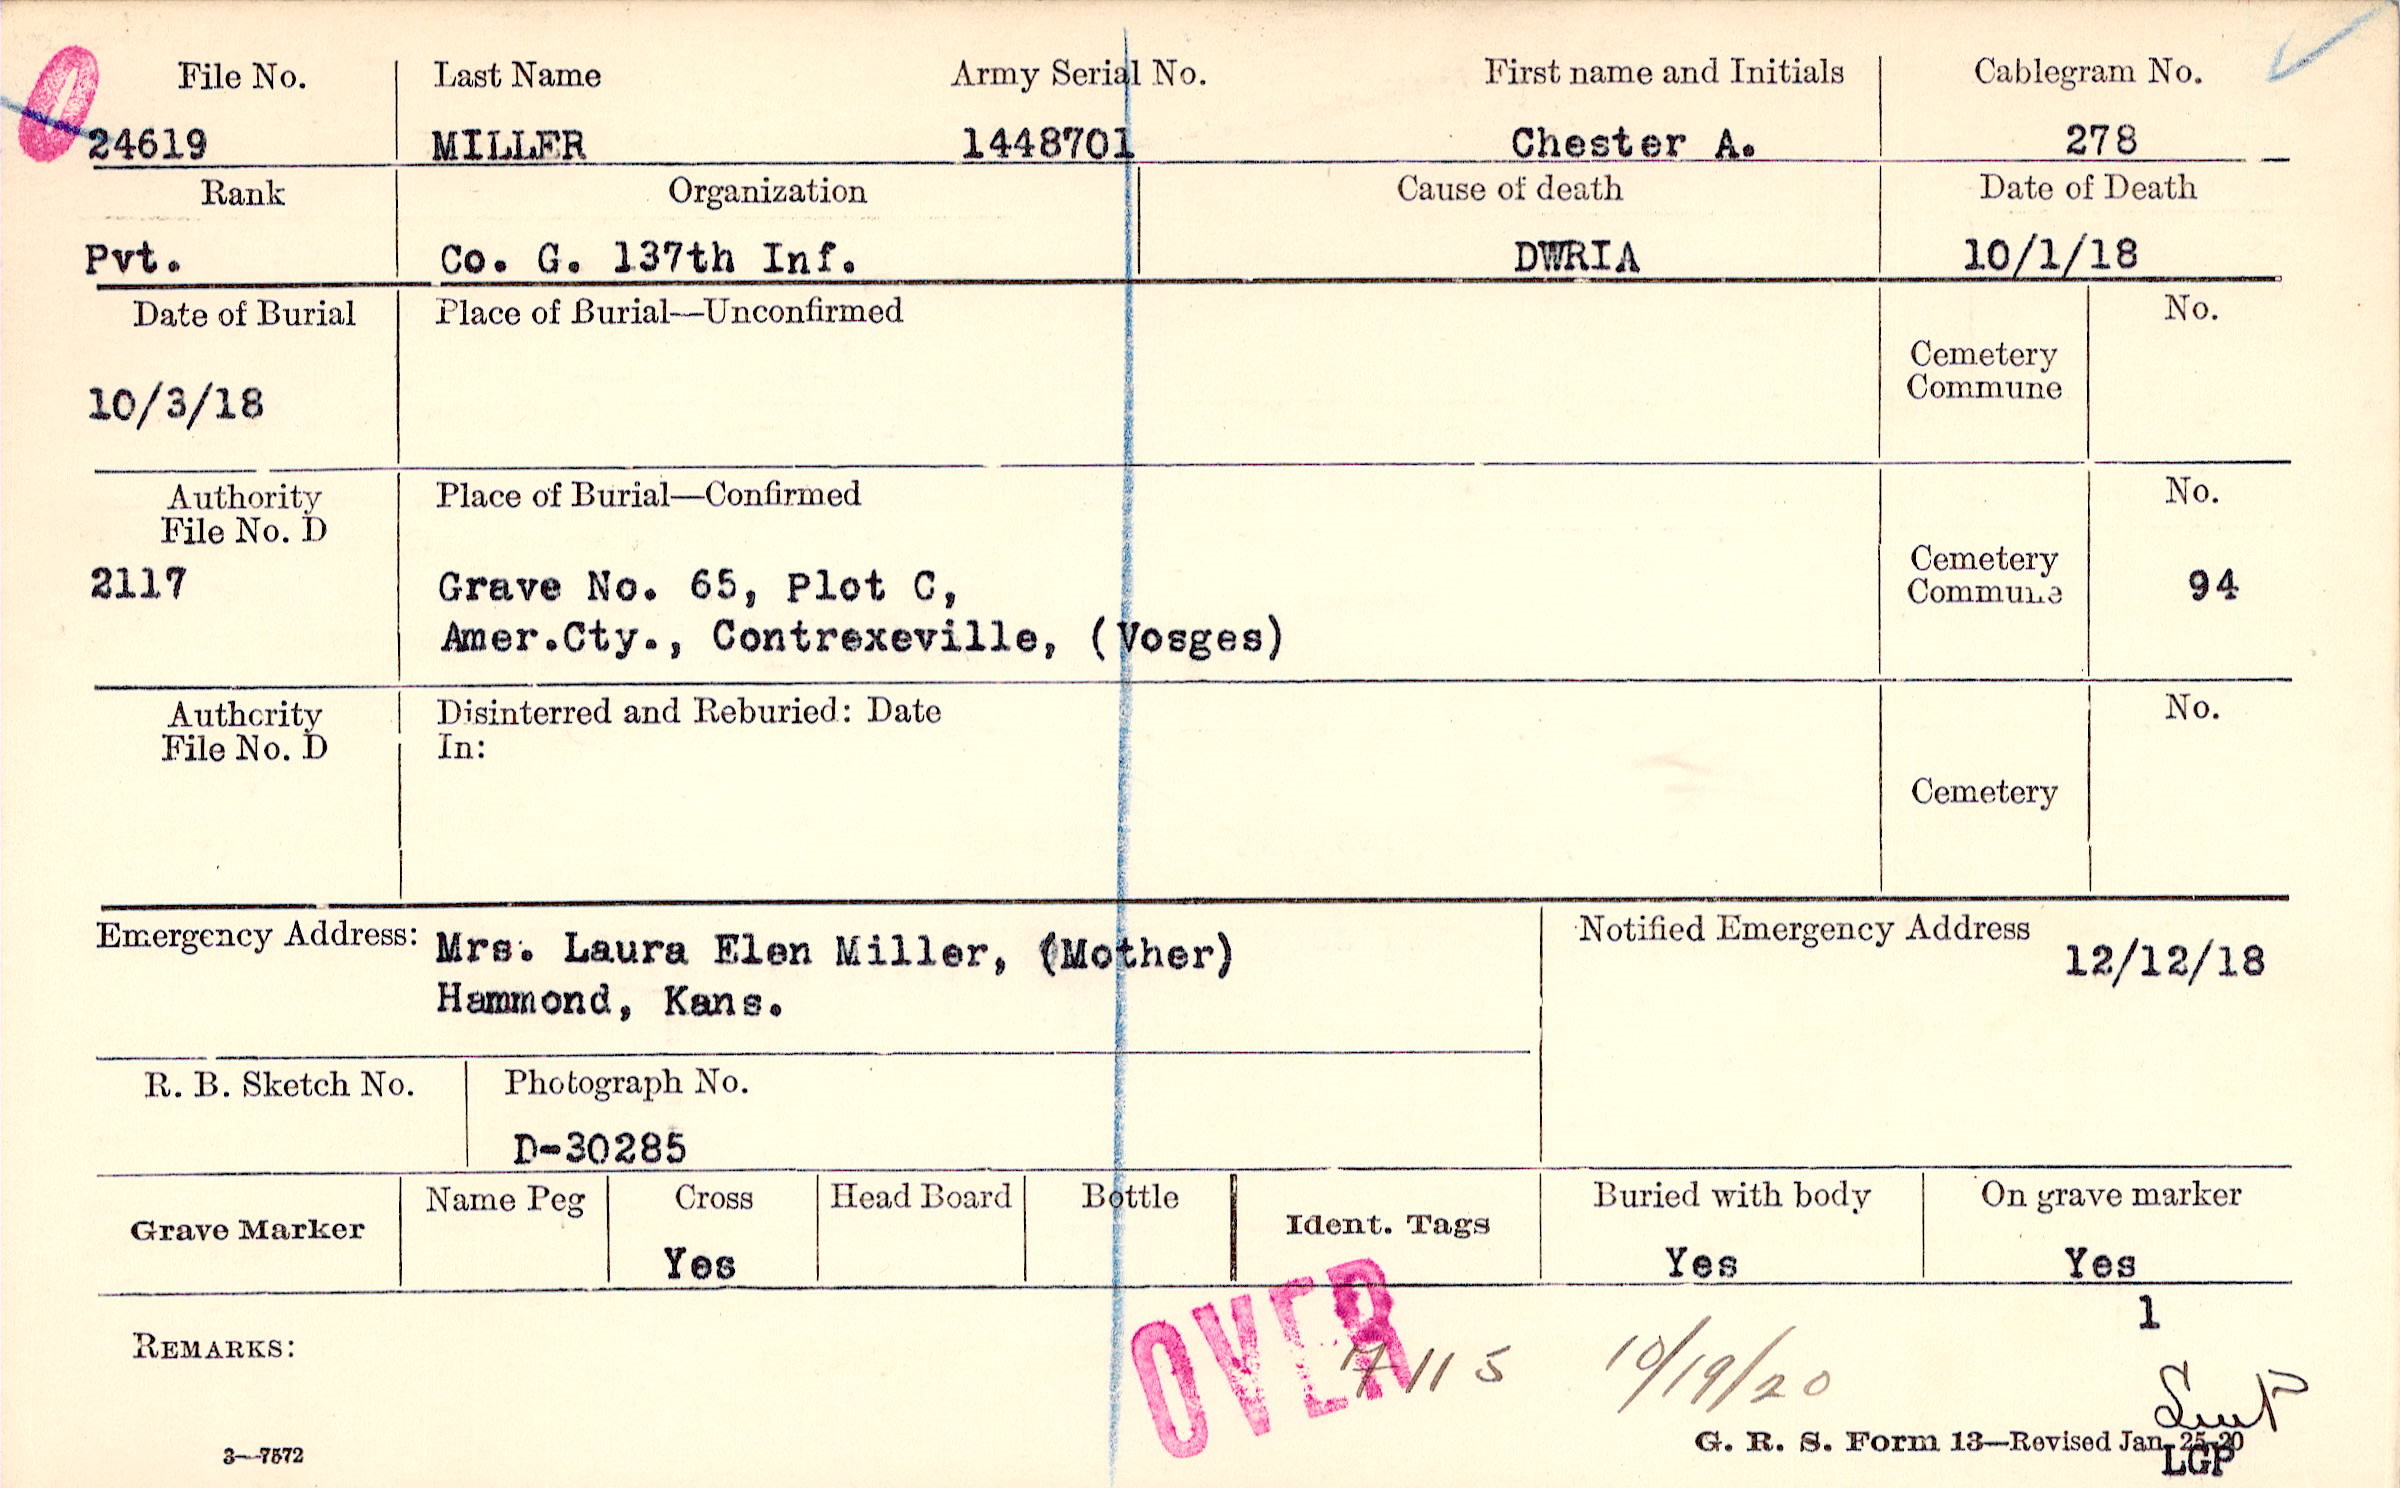 File No. Last Name Army Serial No. First name and Initials Cablegram No.
24619 MILLER 1448701 Chester A. 278
Rank Organization Cause of death Date of Death
Pvt. Co. G. 137th Inf. DWRIA 10/1/18
Date of Burial Place of Burial—Unconfirmed No.
Cemetery
Commune
10/3/18
Authority Place of Burial—Confirmed No.
File No. D
Cemetery
Commune
2117 Grave No. 65, Plot C, 94
Amer.Cty., Contrexeville, (Vosges)
Authority Disinterred and Reburied: Date No.
File No. D In:
Cemetery
Emergency Address: Mrs. Laura Elen Miller, (Mother) Notified Emergency Address 12/12/18
Hammond, Kans.
R. B. Sketch No. Photograph No.
D-30285
Grave Marker Name Peg Cross Head Board Bottle Ident. Tags Buried with body On grave marker
Yes Yes Yes
1
REMARKS: OVER 7115 10/19/20
3—7572 G. R. S. Form 13—Revised Jan. 25-20
LGP